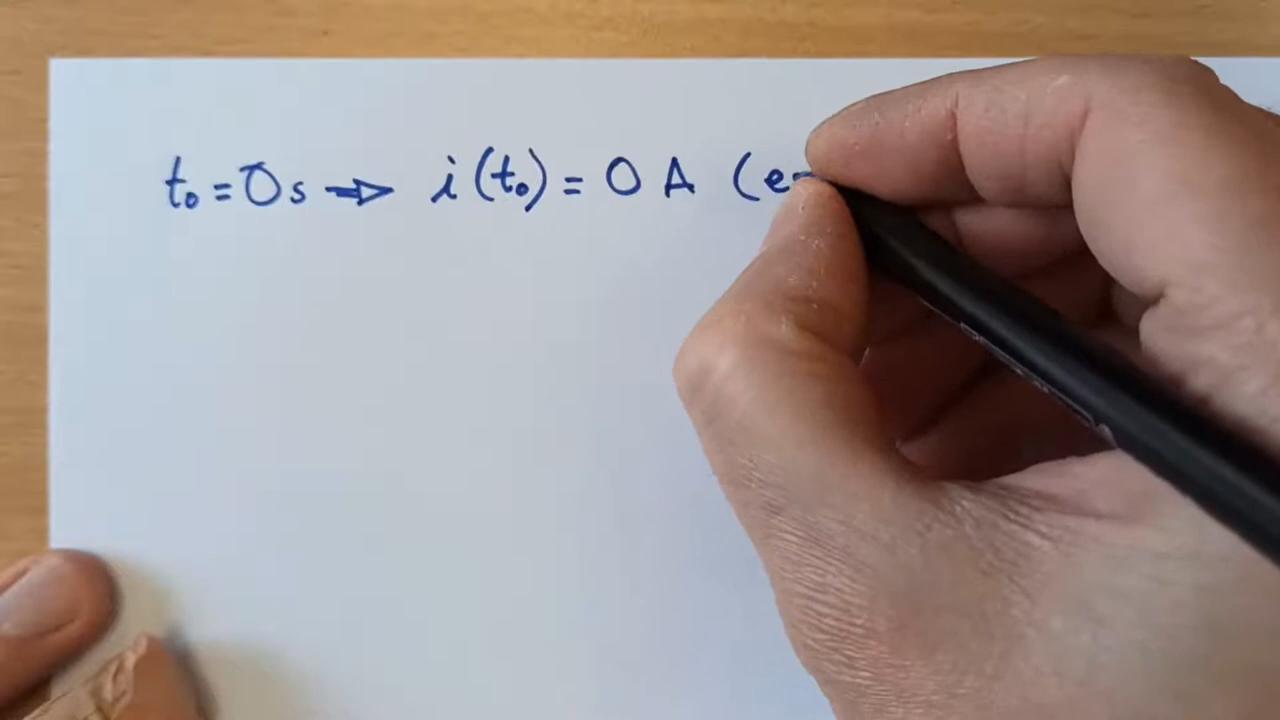 t₀ = 0 s ⇒ i(t₀) = 0 A (e